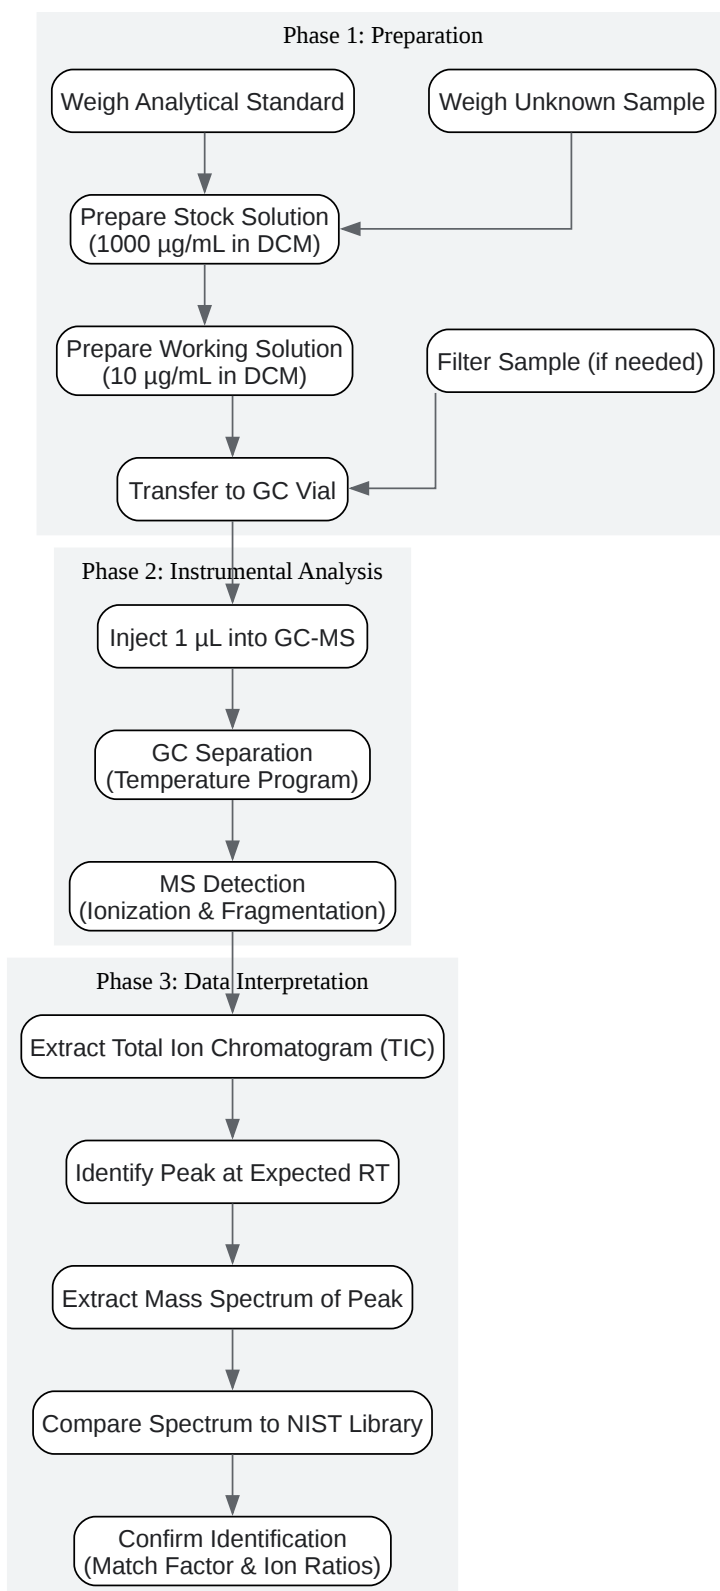 Phase 1: Preparation
Weigh Analytical Standard
Weigh Unknown Sample
Prepare Stock Solution
(1000 µg/mL in DCM)
Prepare Working Solution
(10 µg/mL in DCM)
Filter Sample (if needed)
Transfer to GC Vial
Phase 2: Instrumental Analysis
Inject 1 µL into GC-MS
GC Separation
(Temperature Program)
MS Detection
(Ionization & Fragmentation)
Phase 3: Data Interpretation
Extract Total Ion Chromatogram (TIC)
Identify Peak at Expected RT
Extract Mass Spectrum of Peak
Compare Spectrum to NIST Library
Confirm Identification
(Match Factor & Ion Ratios)